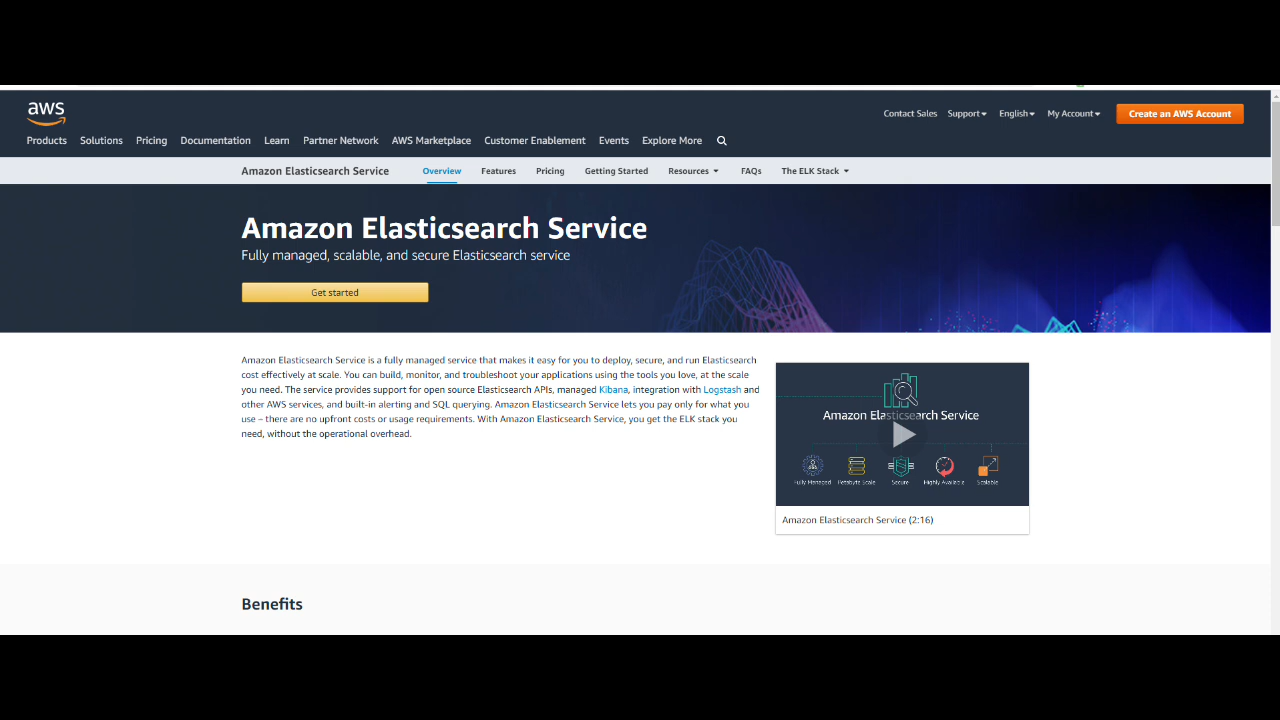 aws
Contact Sales Support English My Account Create an AWS Account
Products Solutions Pricing Documentation Learn Partner Network AWS Marketplace Customer Enablement Events Explore More
Amazon Elasticsearch Service Overview Features Pricing Getting Started Resources FAQs The ELK Stack
Amazon Elasticsearch Service
Fully managed, scalable, and secure Elasticsearch service
Get started
Amazon Elasticsearch Service is a fully managed service that makes it easy for you to deploy, secure, and run Elasticsearch
cost effectively at scale. You can build, monitor, and troubleshoot your applications using the tools you love, at the scale
you need. The service provides support for open source Elasticsearch APIs, managed Kibana, integration with Logstash and
other AWS services, and built-in alerting and SQL querying. Amazon Elasticsearch Service lets you pay only for what you
use – there are no upfront costs or usage requirements. With Amazon Elasticsearch Service, you get the ELK stack you
need, without the operational overhead.
Amazon Elasticsearch Service
Fully Managed Petabyte Scale Secure Highly Available Scalable
Amazon Elasticsearch Service (2:16)
Benefits